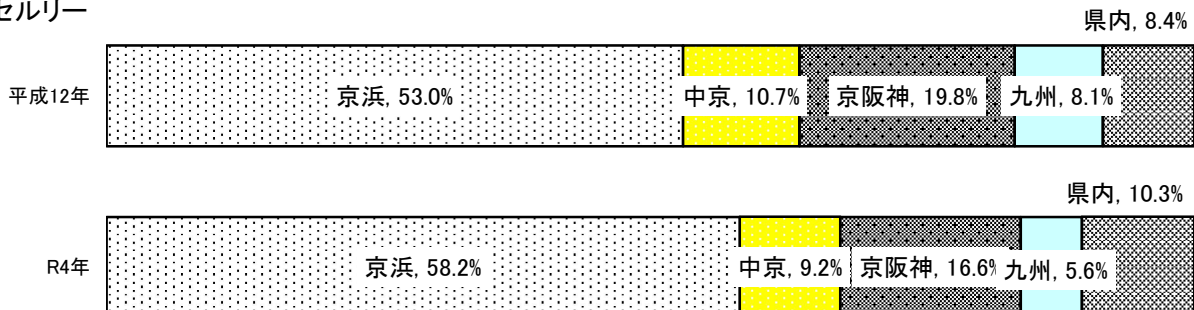 セルリー
県内, 8.4%
平成12年
京浜, 53.0%
中京, 10.7%
京阪神, 19.8%
九州, 8.1%
県内, 10.3%
R4年
京浜, 58.2%
中京, 9.2%
京阪神, 16.6%
九州, 5.6%